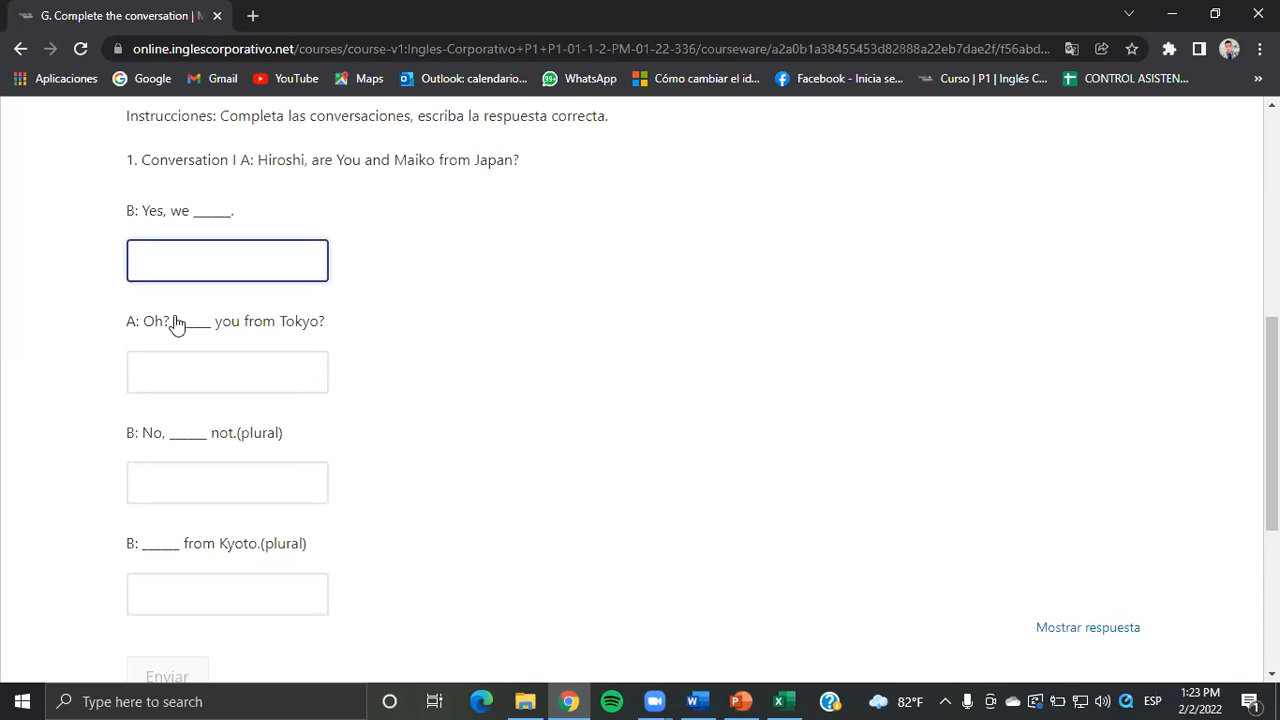 G. Complete the conversation |
online.inglescorporativo.net/courses/course-v1:Ingles-Corporativo+P1+P1-01-1-2-PM-01-22-336/courseware/a2a0b1a38455453d82888a22eb7dae2f/f56abd...
Aplicaciones Google Gmail YouTube Maps Outlook: calendario... WhatsApp Cómo cambiar el id... Facebook - Inicia se... Curso | P1 | Inglés C... CONTROL ASISTEN... »
Instrucciones: Completa las conversaciones, escriba la respuesta correcta.
1. Conversation I A: Hiroshi, are You and Maiko from Japan?
B: Yes, we _____.
A: Oh? _____ you from Tokyo?
B: No, _____ not.(plural)
B: _____ from Kyoto.(plural)
Mostrar respuesta
Enviar
Type here to search
82°F
ESP
1:23 PM
2/2/2022